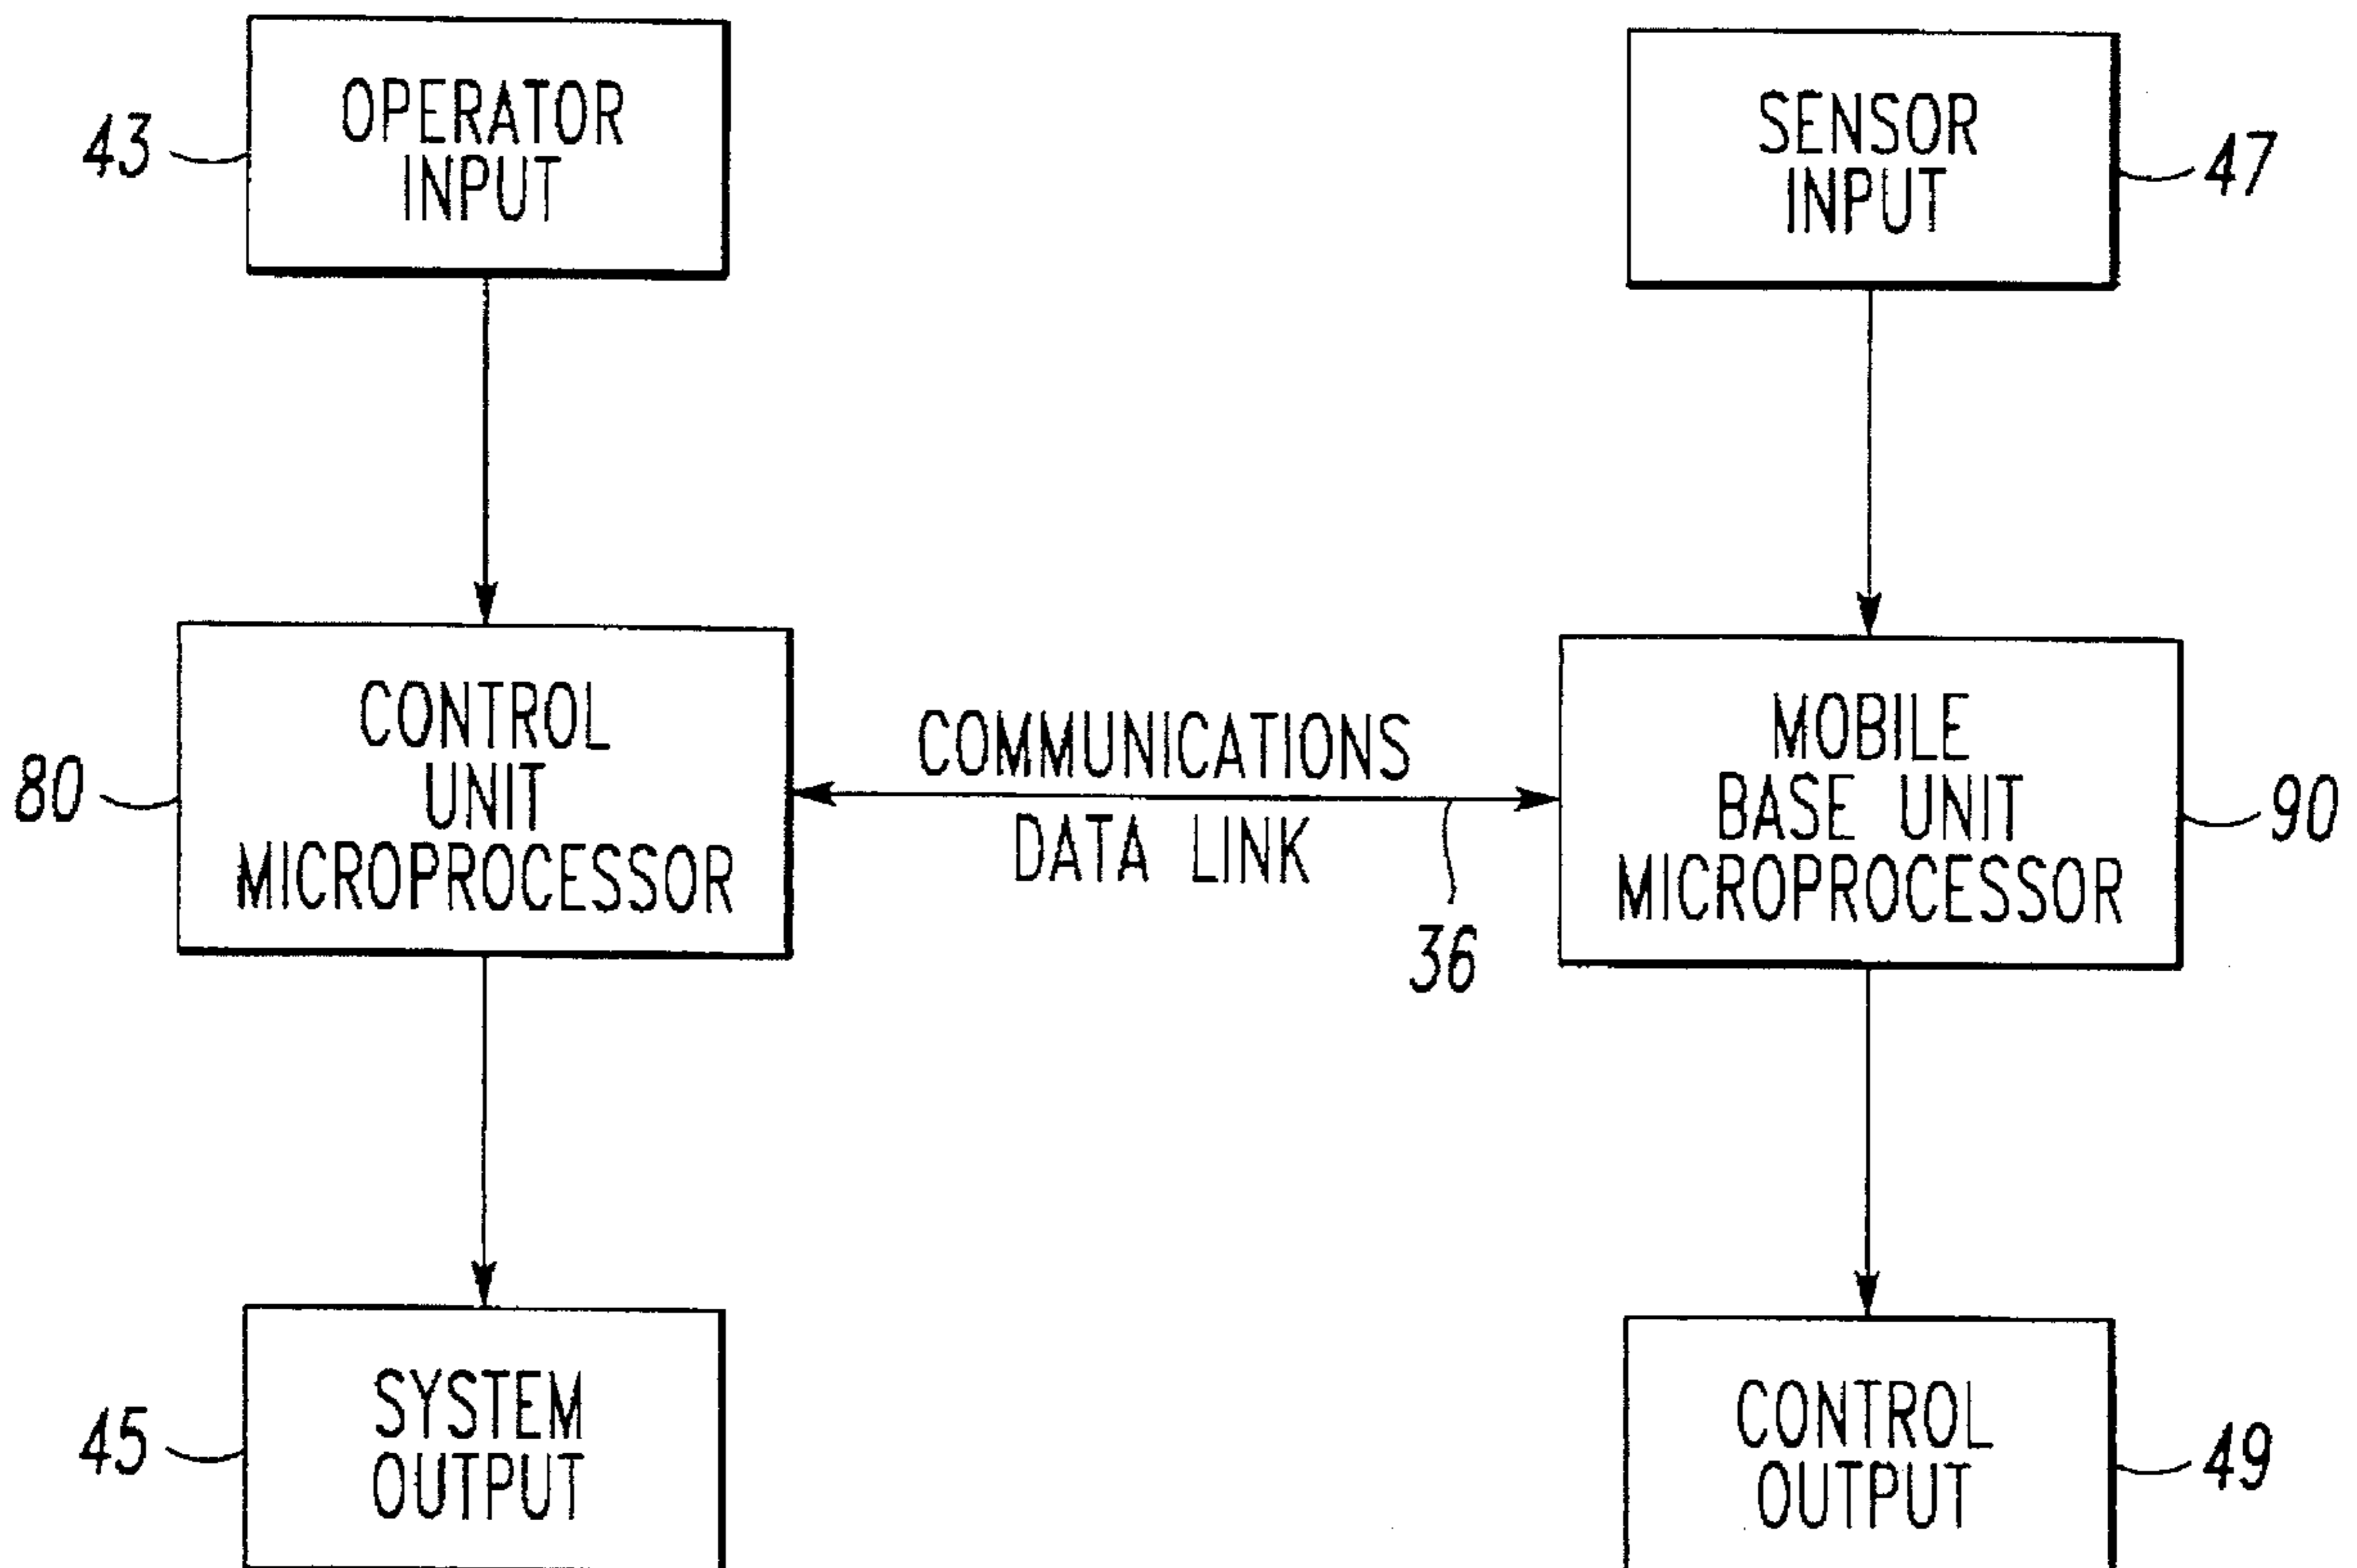 43
OPERATOR
INPUT
SENSOR
INPUT
47
80
CONTROL
UNIT
MICROPROCESSOR
COMMUNICATIONS
DATA LINK
36
MOBILE
BASE UNIT
MICROPROCESSOR
90
45
SYSTEM
OUTPUT
CONTROL
OUTPUT
49